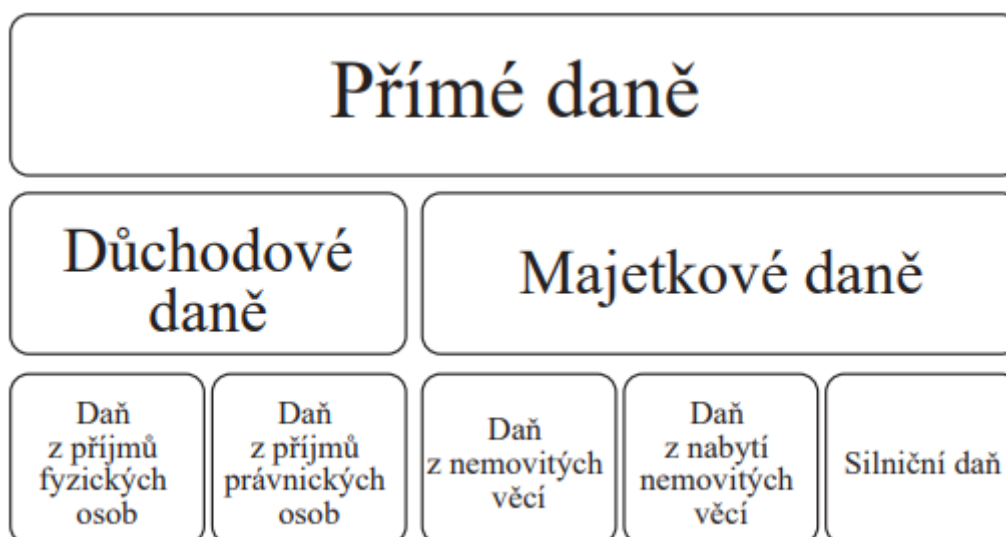 Přímé daně
Důchodové
daně
Majetkové daně
Daň
z příjmů
fyzických
osob
Daň
z příjmů
právnických
osob
Daň
z nemovitých
věcí
Daň
z nabytí
nemovitých
věcí
Silniční daň